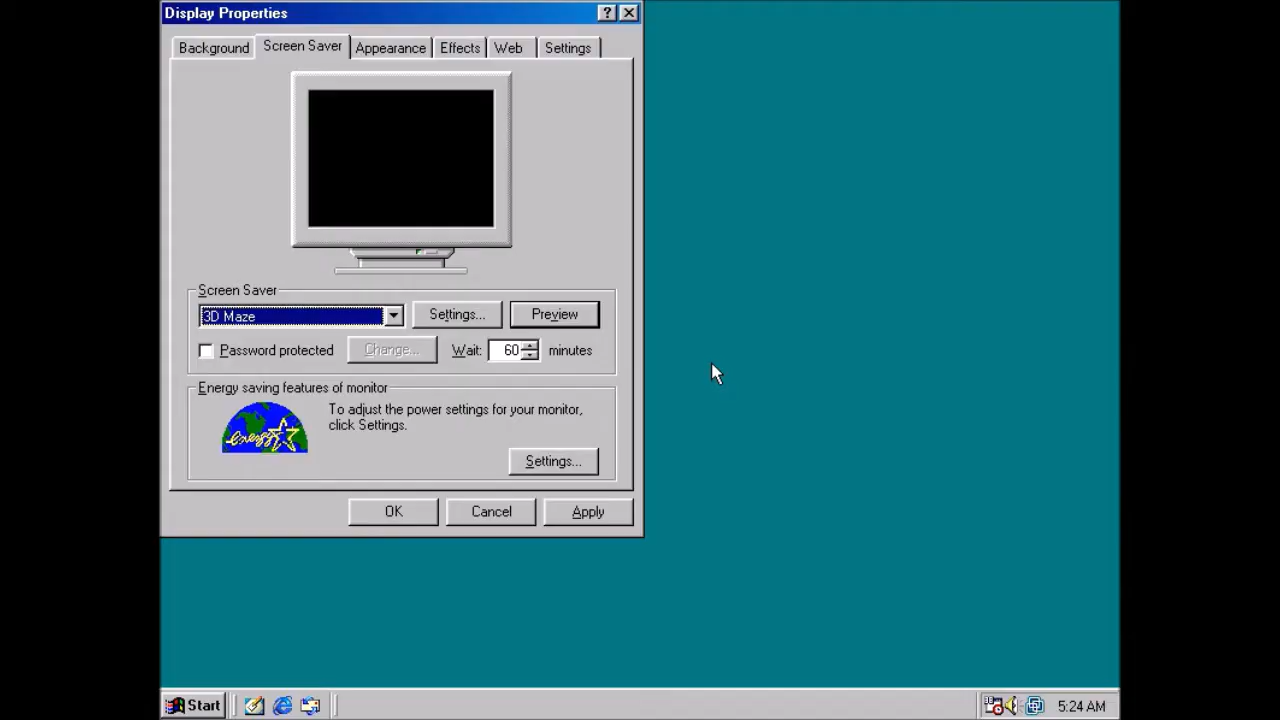 Display Properties
Background Screen Saver Appearance Effects Web Settings
Screen Saver
3D Maze Settings... Preview
Password protected Change... Wait: 60 minutes
Energy saving features of monitor
energy
To adjust the power settings for your monitor,
click Settings.
Settings...
OK Cancel Apply
Start 5:24 AM